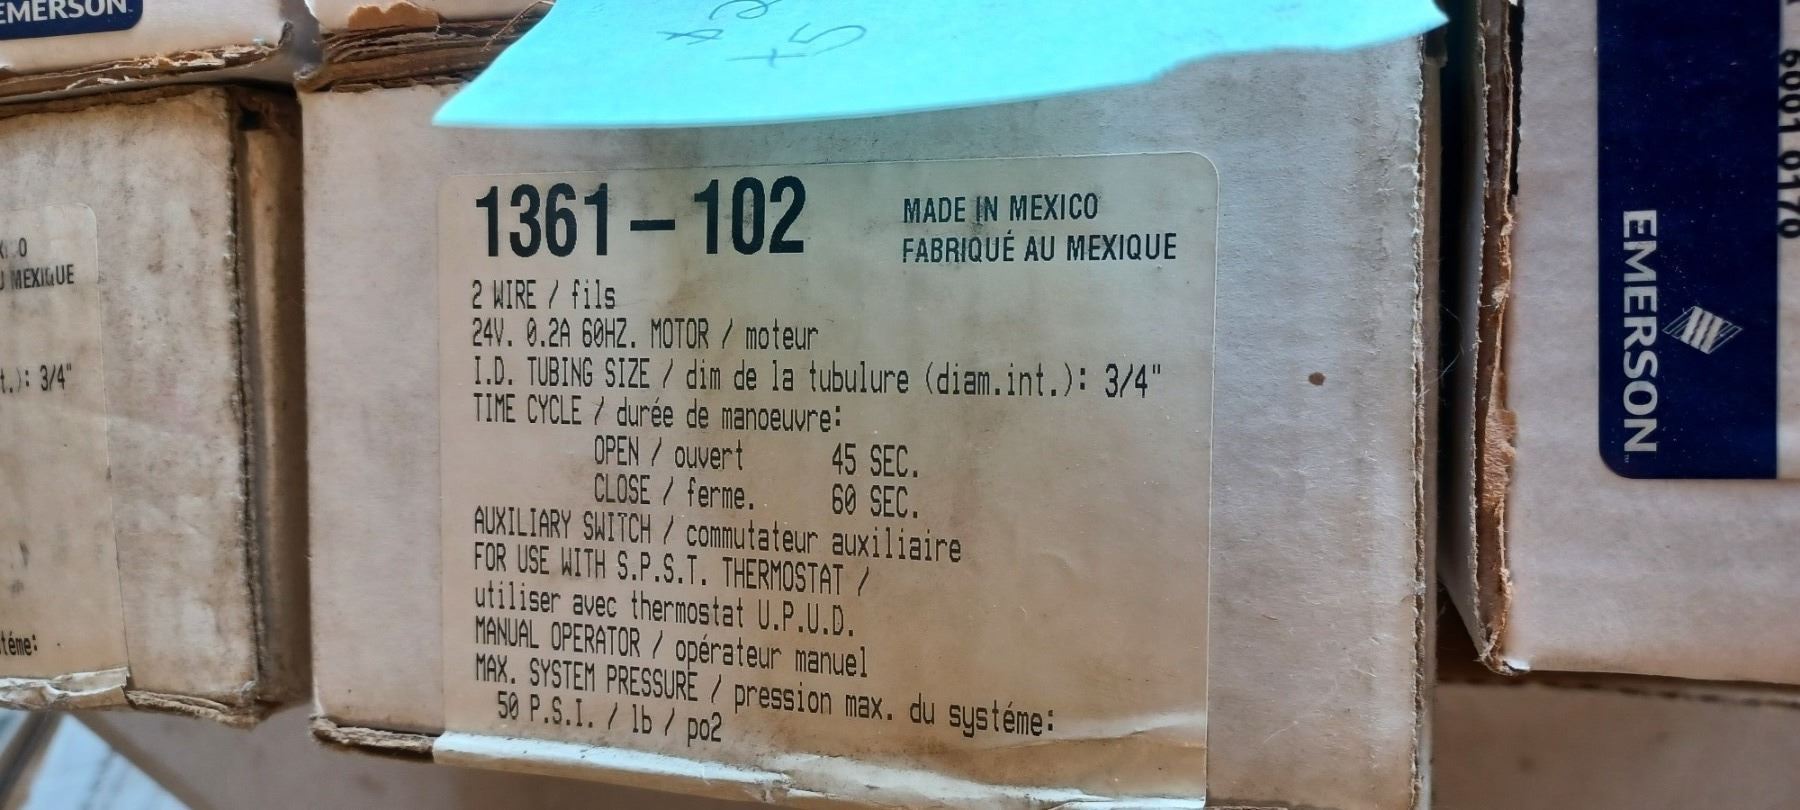 EMERSON
+5
1361-102
MADE IN MEXICO
FABRIQUÉ AU MEXIQUE
2 WIRE / fils
24V. 0.2A 60HZ. MOTOR / moteur
I.D. TUBING SIZE / dim de la tubulure (diam.int.): 3/4"
TIME CYCLE / durée de manoeuvre:
OPEN / ouvert 45 SEC.
CLOSE / ferme. 60 SEC.
AUXILIARY SWITCH / commutateur auxiliaire
FOR USE WITH S.P.S.T. THERMOSTAT /
utiliser avec thermostat U.P.U.D.
MANUAL OPERATOR / opérateur manuel
MAX. SYSTEM PRESSURE / pression max. du systéme:
50 P.S.I. / lb / po2
MEXIQUE
3/4"
téme:
EMERSON